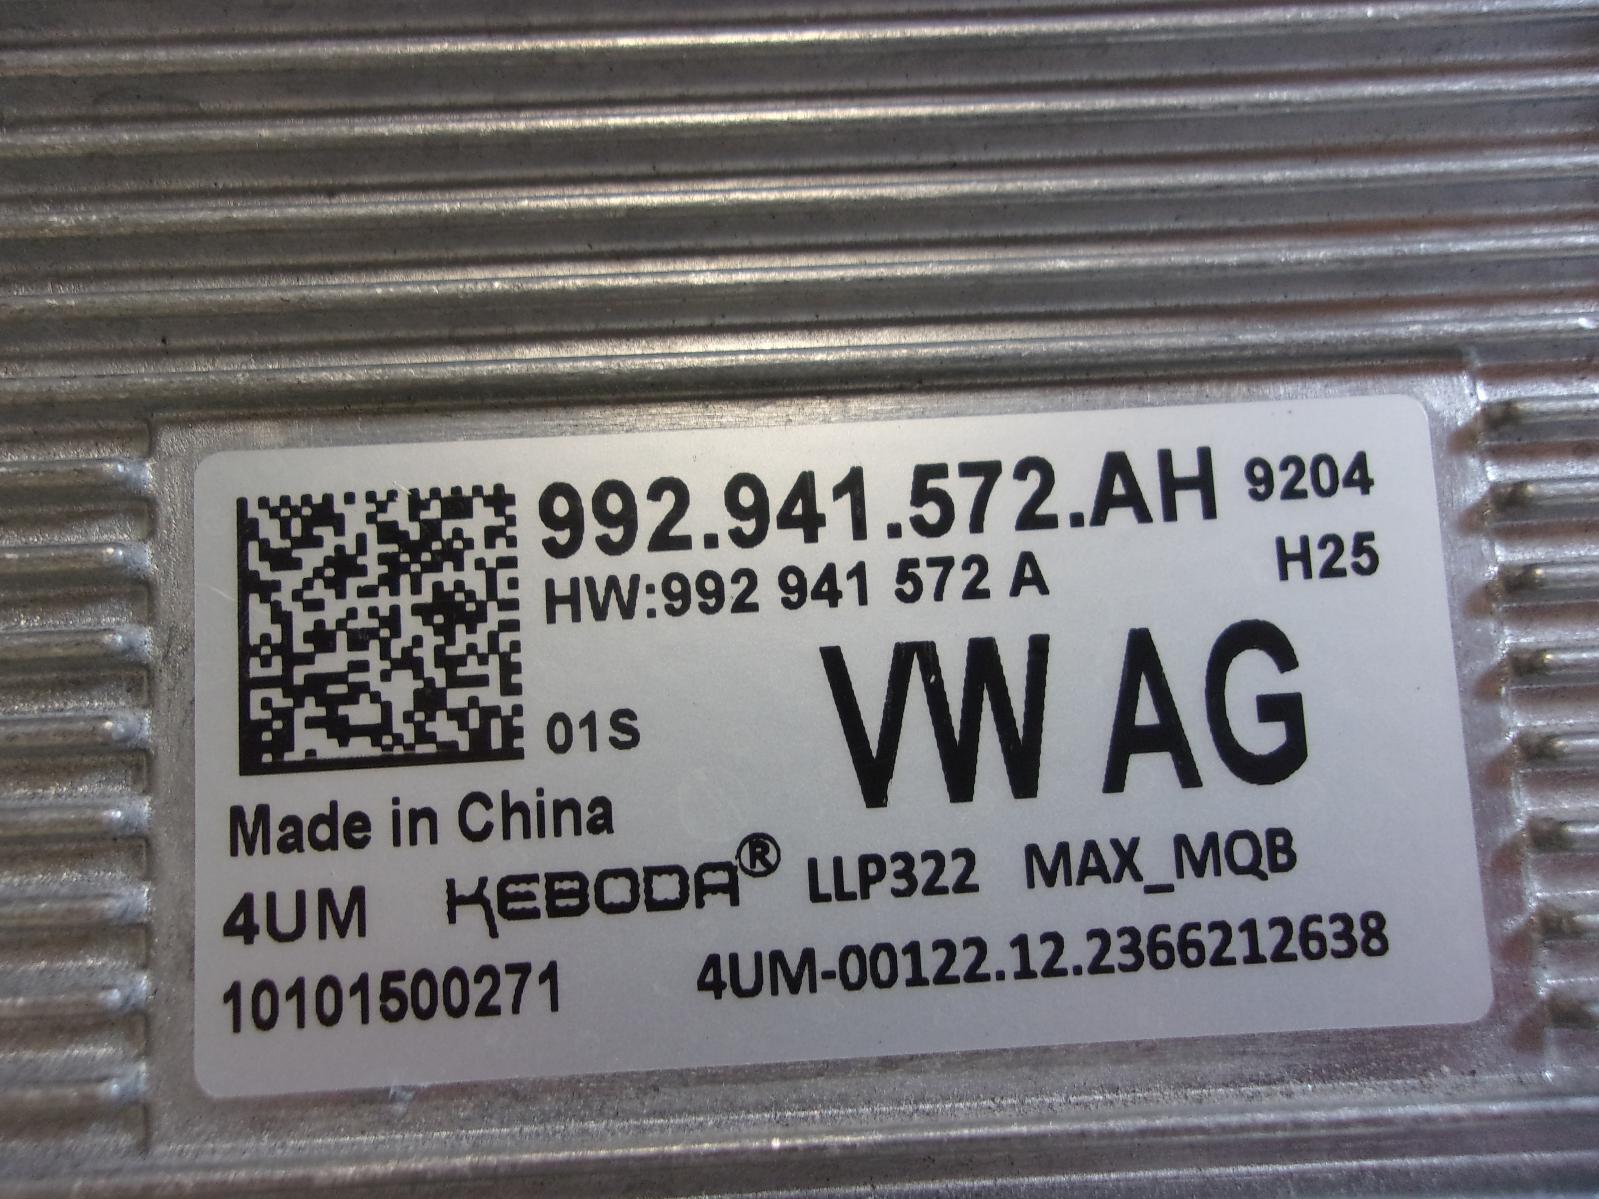 992.941.572.AH 9204
HW:992 941 572 A H25
01S VW AG
Made in China
4UM KEBODA® LLP322 MAX_MQB
10101500271 4UM-00122.12.2366212638